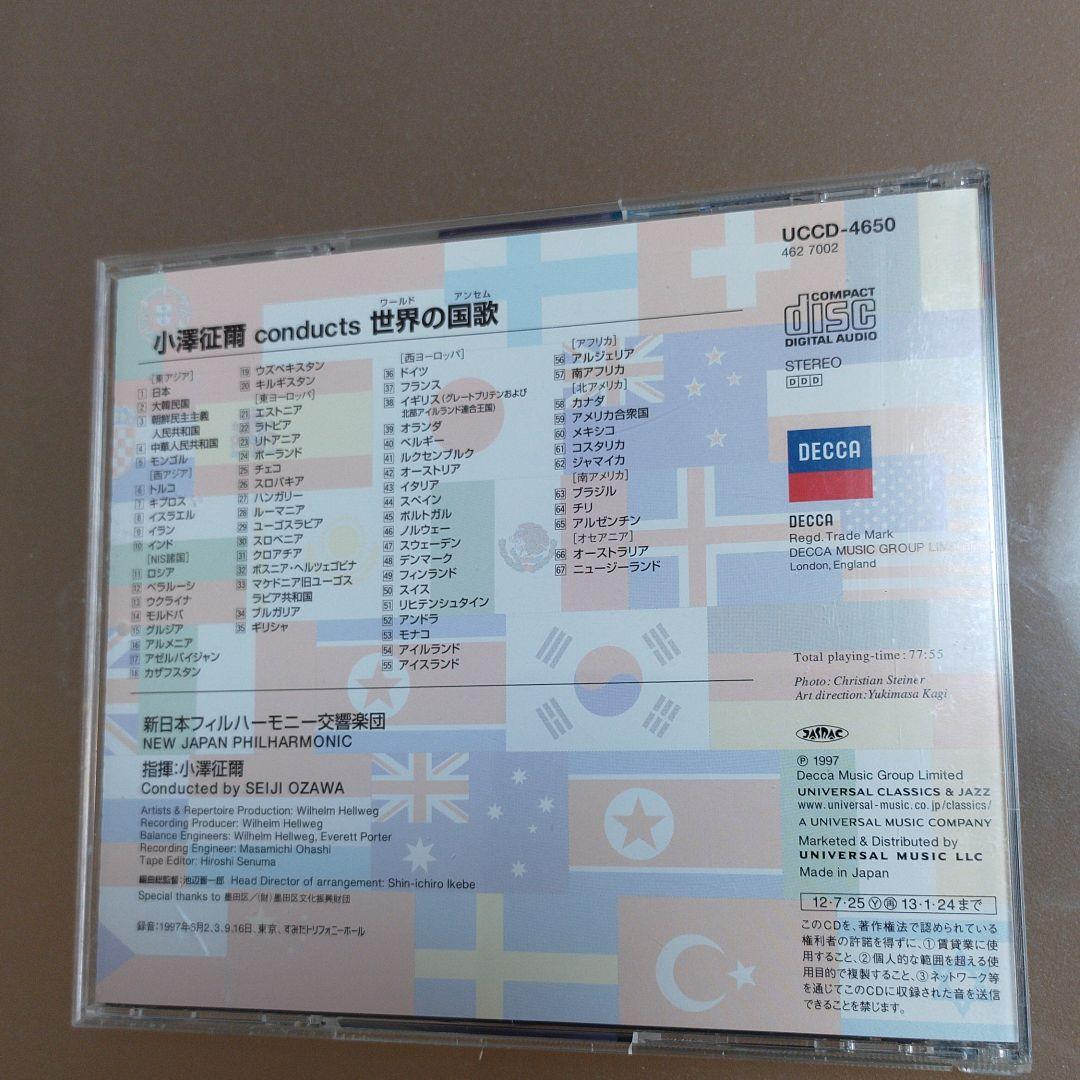 UCCD-4650
462 7002
ワールド アンセム
小澤征爾 conducts 世界の国歌
[東アジア]
1 日本
2 大韓民国
3 朝鮮民主主義
人民共和国
4 中華人民共和国
5 モンゴル
[西アジア]
6 トルコ
7 キプロス
8 イスラエル
9 イラン
10 インド
[NIS諸国]
11 ロシア
12 ベラルーシ
13 ウクライナ
14 モルドバ
15 グルジア
16 アルメニア
17 アゼルバイジャン
18 カザフスタン
19 ウズベキスタン
20 キルギスタン
[東ヨーロッパ]
21 エストニア
22 ラトビア
23 リトアニア
24 ポーランド
25 チェコ
26 スロバキア
27 ハンガリー
28 ルーマニア
29 ユーゴスラビア
30 スロベニア
31 クロアチア
32 ボスニア・ヘルツェゴビナ
33 マケドニア旧ユーゴス
ラビア共和国
34 ブルガリア
35 ギリシャ
[西ヨーロッパ]
36 ドイツ
37 フランス
38 イギリス(グレートブリテンおよび
北部アイルランド連合王国)
39 オランダ
40 ベルギー
41 ルクセンブルク
42 オーストリア
43 イタリア
44 スペイン
45 ポルトガル
46 ノルウェー
47 スウェーデン
48 デンマーク
49 フィンランド
50 スイス
51 リヒテンシュタイン
52 アンドラ
53 モナコ
54 アイルランド
55 アイスランド
[アフリカ]
56 アルジェリア
57 南アフリカ
[北アメリカ]
58 カナダ
59 アメリカ合衆国
60 メキシコ
61 コスタリカ
62 ジャマイカ
[南アメリカ]
63 ブラジル
64 チリ
65 アルゼンチン
[オセアニア]
66 オーストラリア
67 ニュージーランド
新日本フィルハーモニー交響楽団
NEW JAPAN PHILHARMONIC
指揮:小澤征爾
Conducted by SEIJI OZAWA
Artists & Repertoire Production: Wilhelm Hellweg
Recording Producer: Wilhelm Hellweg
Balance Engineers: Wilhelm Hellweg, Everett Porter
Recording Engineer: Masamichi Ohashi
Tape Editor: Hiroshi Senuma
編曲総監督:池辺晋一郎 Head Director of arrangement: Shin-ichiro Ikebe
Special thanks to 墨田区/(財)墨田区文化振興財団
録音:1997年6月2、3、9、16日、東京、すみだトリフォニーホール
COMPACT
disc
DIGITAL AUDIO
STEREO
DDD
DECCA
DECCA
Regd. Trade Mark
DECCA MUSIC GROUP LIMITED
London, England
Total playing-time: 77:55
Photo: Christian Steiner
Art direction: Yukimasa Kagi
JASRAC
Ⓟ 1997
Decca Music Group Limited
UNIVERSAL CLASSICS & JAZZ
www.universal-music.co.jp/classics/
A UNIVERSAL MUSIC COMPANY
Marketed & Distributed by
UNIVERSAL MUSIC LLC
Made in Japan
12・7・25 Ⓨ 再 13・1・24まで
このCDを、著作権法で認められている
権利者の許諾を得ずに、①賃貸業に使
用すること、②個人的な範囲を超える使
用目的で複製すること、③ネットワーク等
を通じてこのCDに収録された音を送信
できることを禁じます。